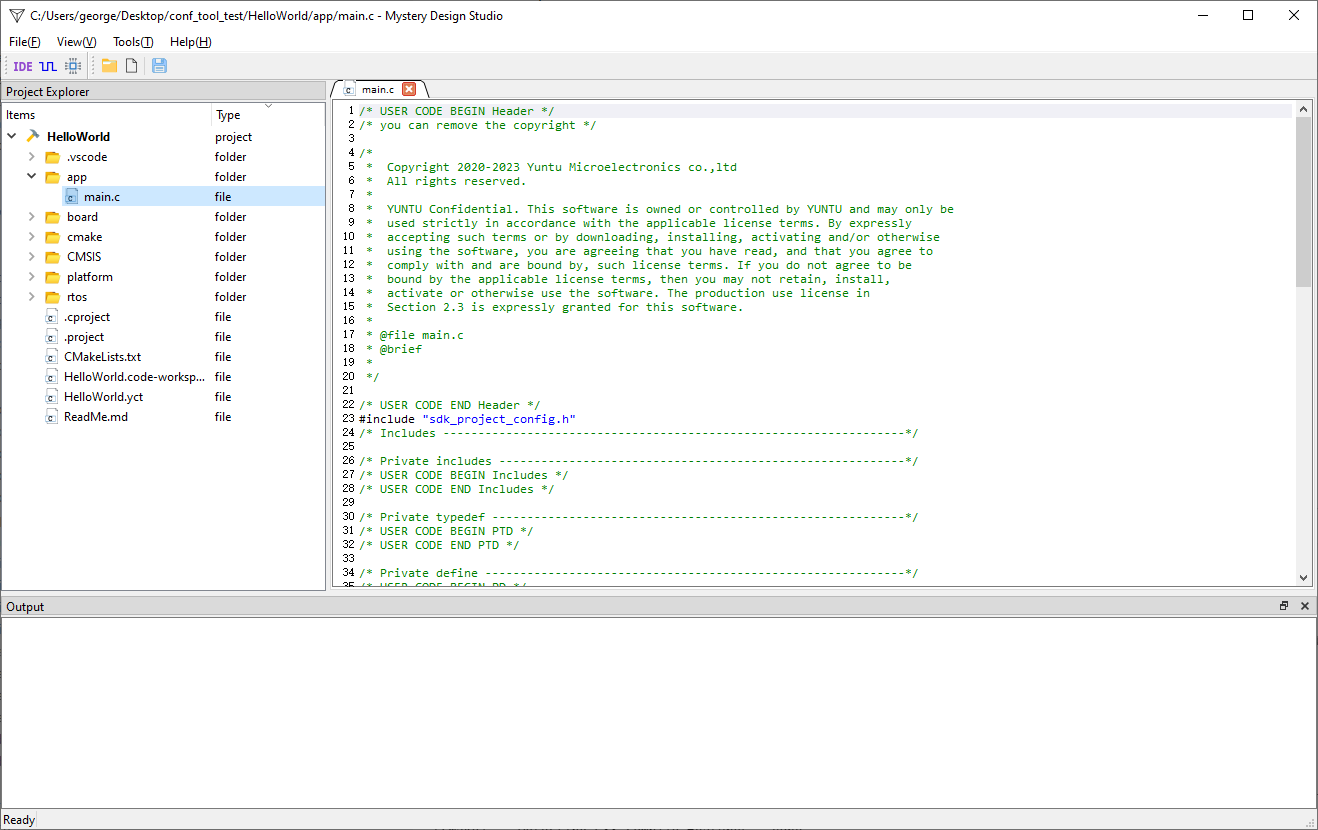 C:/Users/george/Desktop/conf_tool_test/HelloWorld/app/main.c - Mystery Design Studio
File(F) View(V) Tools(T) Help(H)
IDE
Project Explorer
Items Type
HelloWorld project
.vscode folder
app folder
main.c file
board folder
cmake folder
CMSIS folder
platform folder
rtos folder
.cproject file
.project file
CMakeLists.txt file
HelloWorld.code-worksp... file
HelloWorld.yct file
ReadMe.md file
main.c
1 /* USER CODE BEGIN Header */
2 /* you can remove the copyright */
3
4 /*
5 * Copyright 2020-2023 Yuntu Microelectronics co.,ltd
6 * All rights reserved.
7 *
8 * YUNTU Confidential. This software is owned or controlled by YUNTU and may only be
9 * used strictly in accordance with the applicable license terms. By expressly
10 * accepting such terms or by downloading, installing, activating and/or otherwise
11 * using the software, you are agreeing that you have read, and that you agree to
12 * comply with and are bound by, such license terms. If you do not agree to be
13 * bound by the applicable license terms, then you may not retain, install,
14 * activate or otherwise use the software. The production use license in
15 * Section 2.3 is expressly granted for this software.
16 *
17 * @file main.c
18 * @brief
19 *
20 */
21
22 /* USER CODE END Header */
23 #include "sdk_project_config.h"
24 /* Includes ------------------------------------------------------------------*/
25
26 /* Private includes ----------------------------------------------------------*/
27 /* USER CODE BEGIN Includes */
28 /* USER CODE END Includes */
29
30 /* Private typedef -----------------------------------------------------------*/
31 /* USER CODE BEGIN PTD */
32 /* USER CODE END PTD */
33
34 /* Private define ------------------------------------------------------------*/
Output
Ready